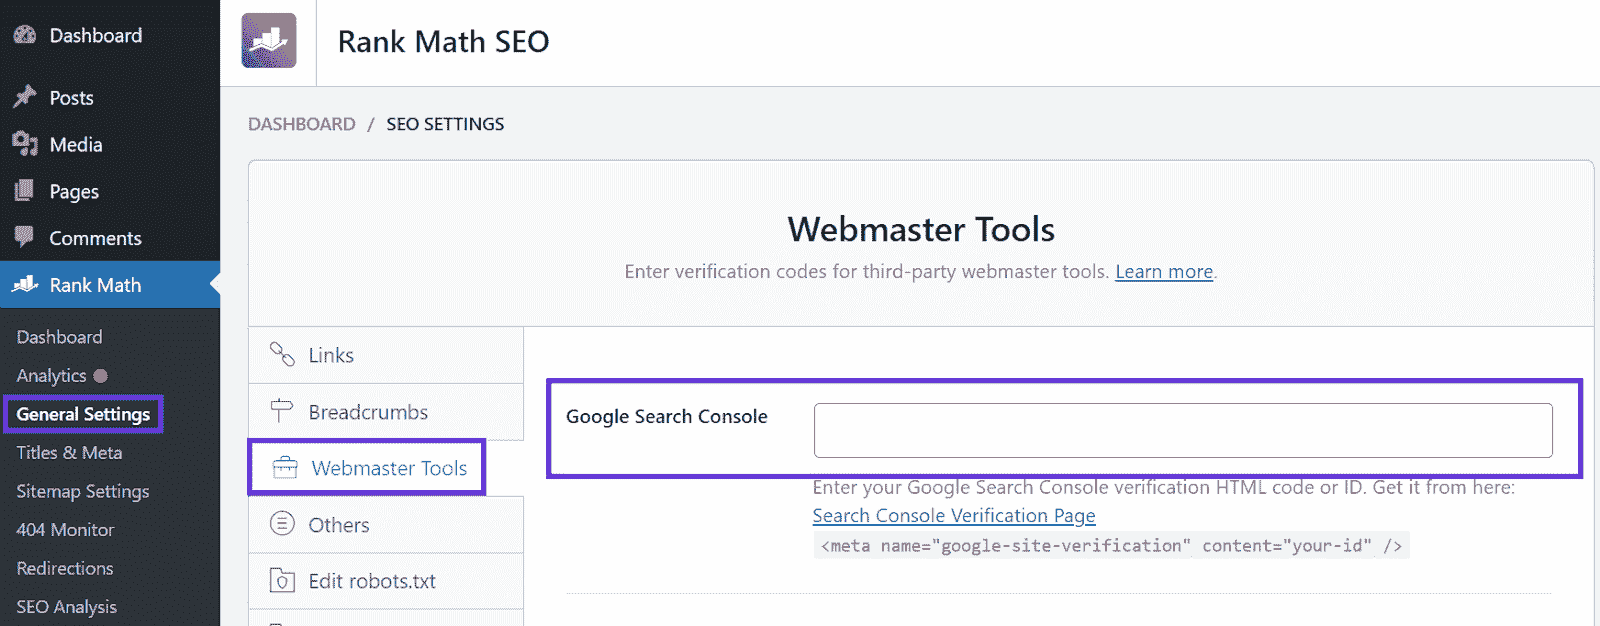 Dashboard
Posts
Media
Pages
Comments
Rank Math
Dashboard
Analytics
General Settings
Titles & Meta
Sitemap Settings
404 Monitor
Redirections
SEO Analysis
Rank Math SEO
DASHBOARD / SEO SETTINGS
Webmaster Tools
Enter verification codes for third-party webmaster tools. Learn more.
Links
Breadcrumbs
Webmaster Tools
Others
Edit robots.txt
Google Search Console
Enter your Google Search Console verification HTML code or ID. Get it from here:
Search Console Verification Page
<meta name="google-site-verification" content="your-id" />